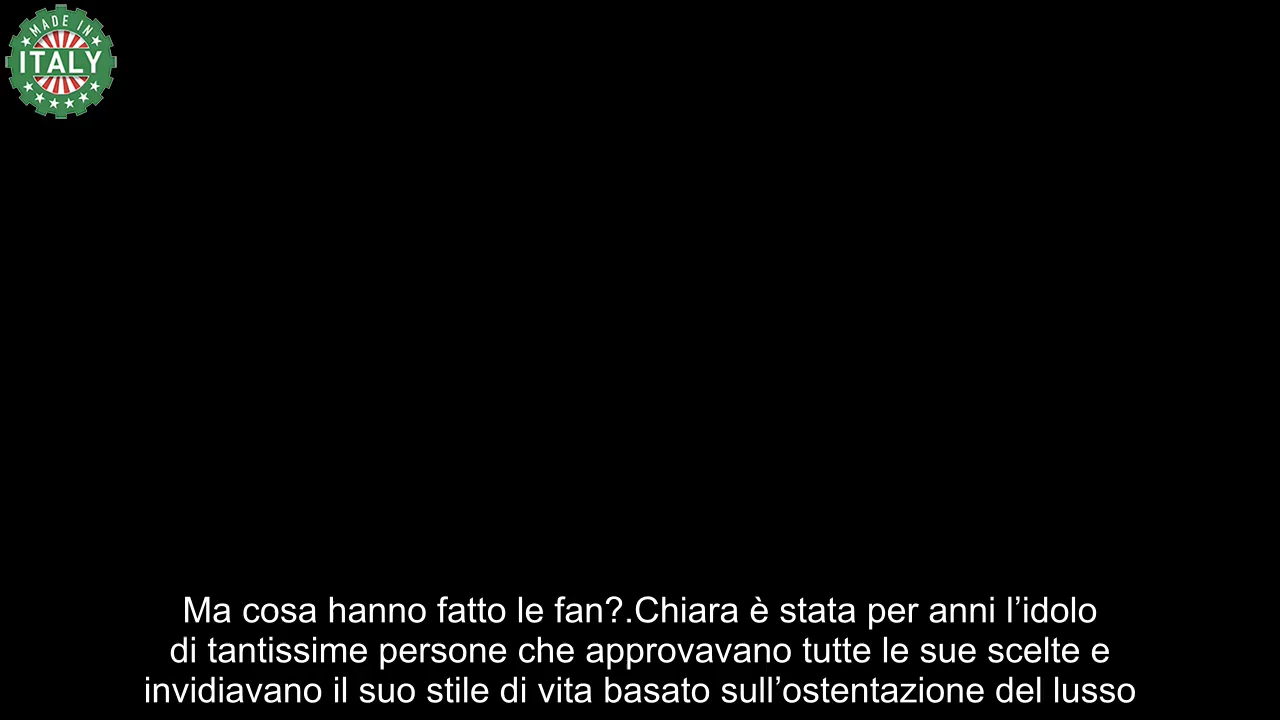 MADE IN
ITALY
Ma cosa hanno fatto le fan?.Chiara è stata per anni l’idolo
di tantissime persone che approvavano tutte le sue scelte e
invidiavano il suo stile di vita basato sull’ostentazione del lusso